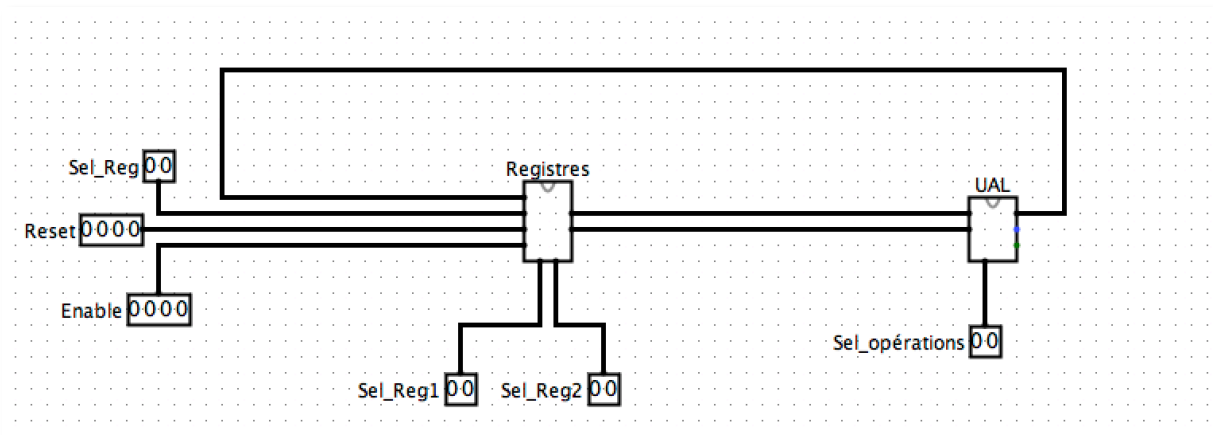 Sel_Reg 00
Registres
UAL
Reset 0000
Enable 0000
Sel_opérations 00
Sel_Reg1 00 Sel_Reg2 00